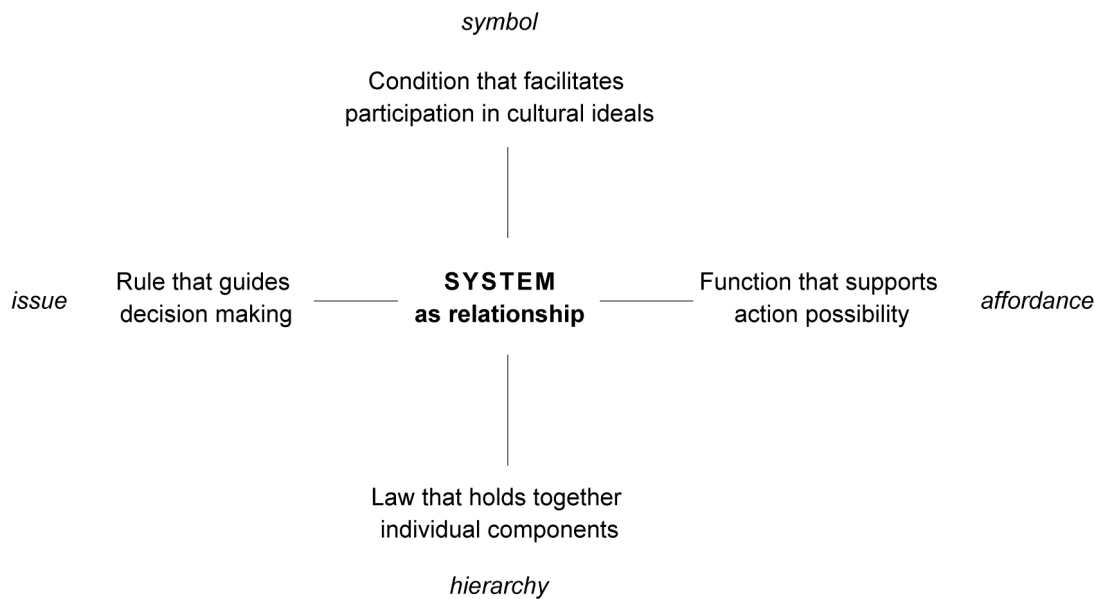 symbol
Condition that facilitates
participation in cultural ideals
issue
Rule that guides
decision making
SYSTEM
as relationship
Function that supports
action possibility
affordance
Law that holds together
individual components
hierarchy